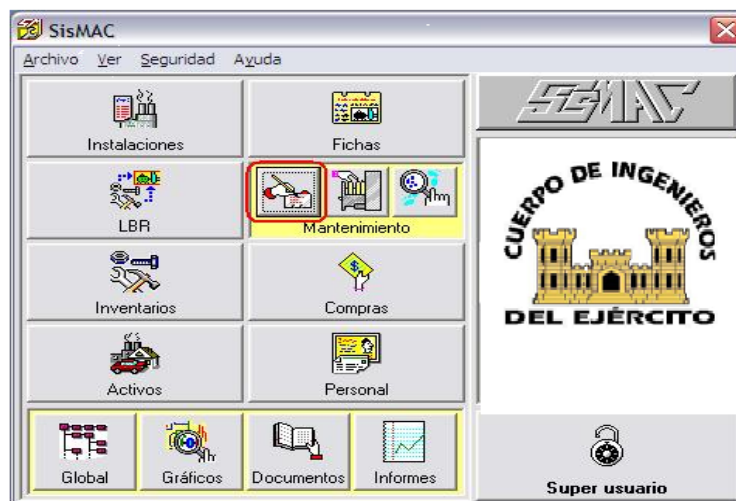 SisMAC
Archivo Ver Seguridad Ayuda
Instalaciones
Fichas
SisMAC
LBR
Mantenimiento
CUERPO DE INGENIEROS
DEL EJÉRCITO
Inventarios
Compras
Activos
Personal
Global
Gráficos
Documentos
Informes
Super usuario